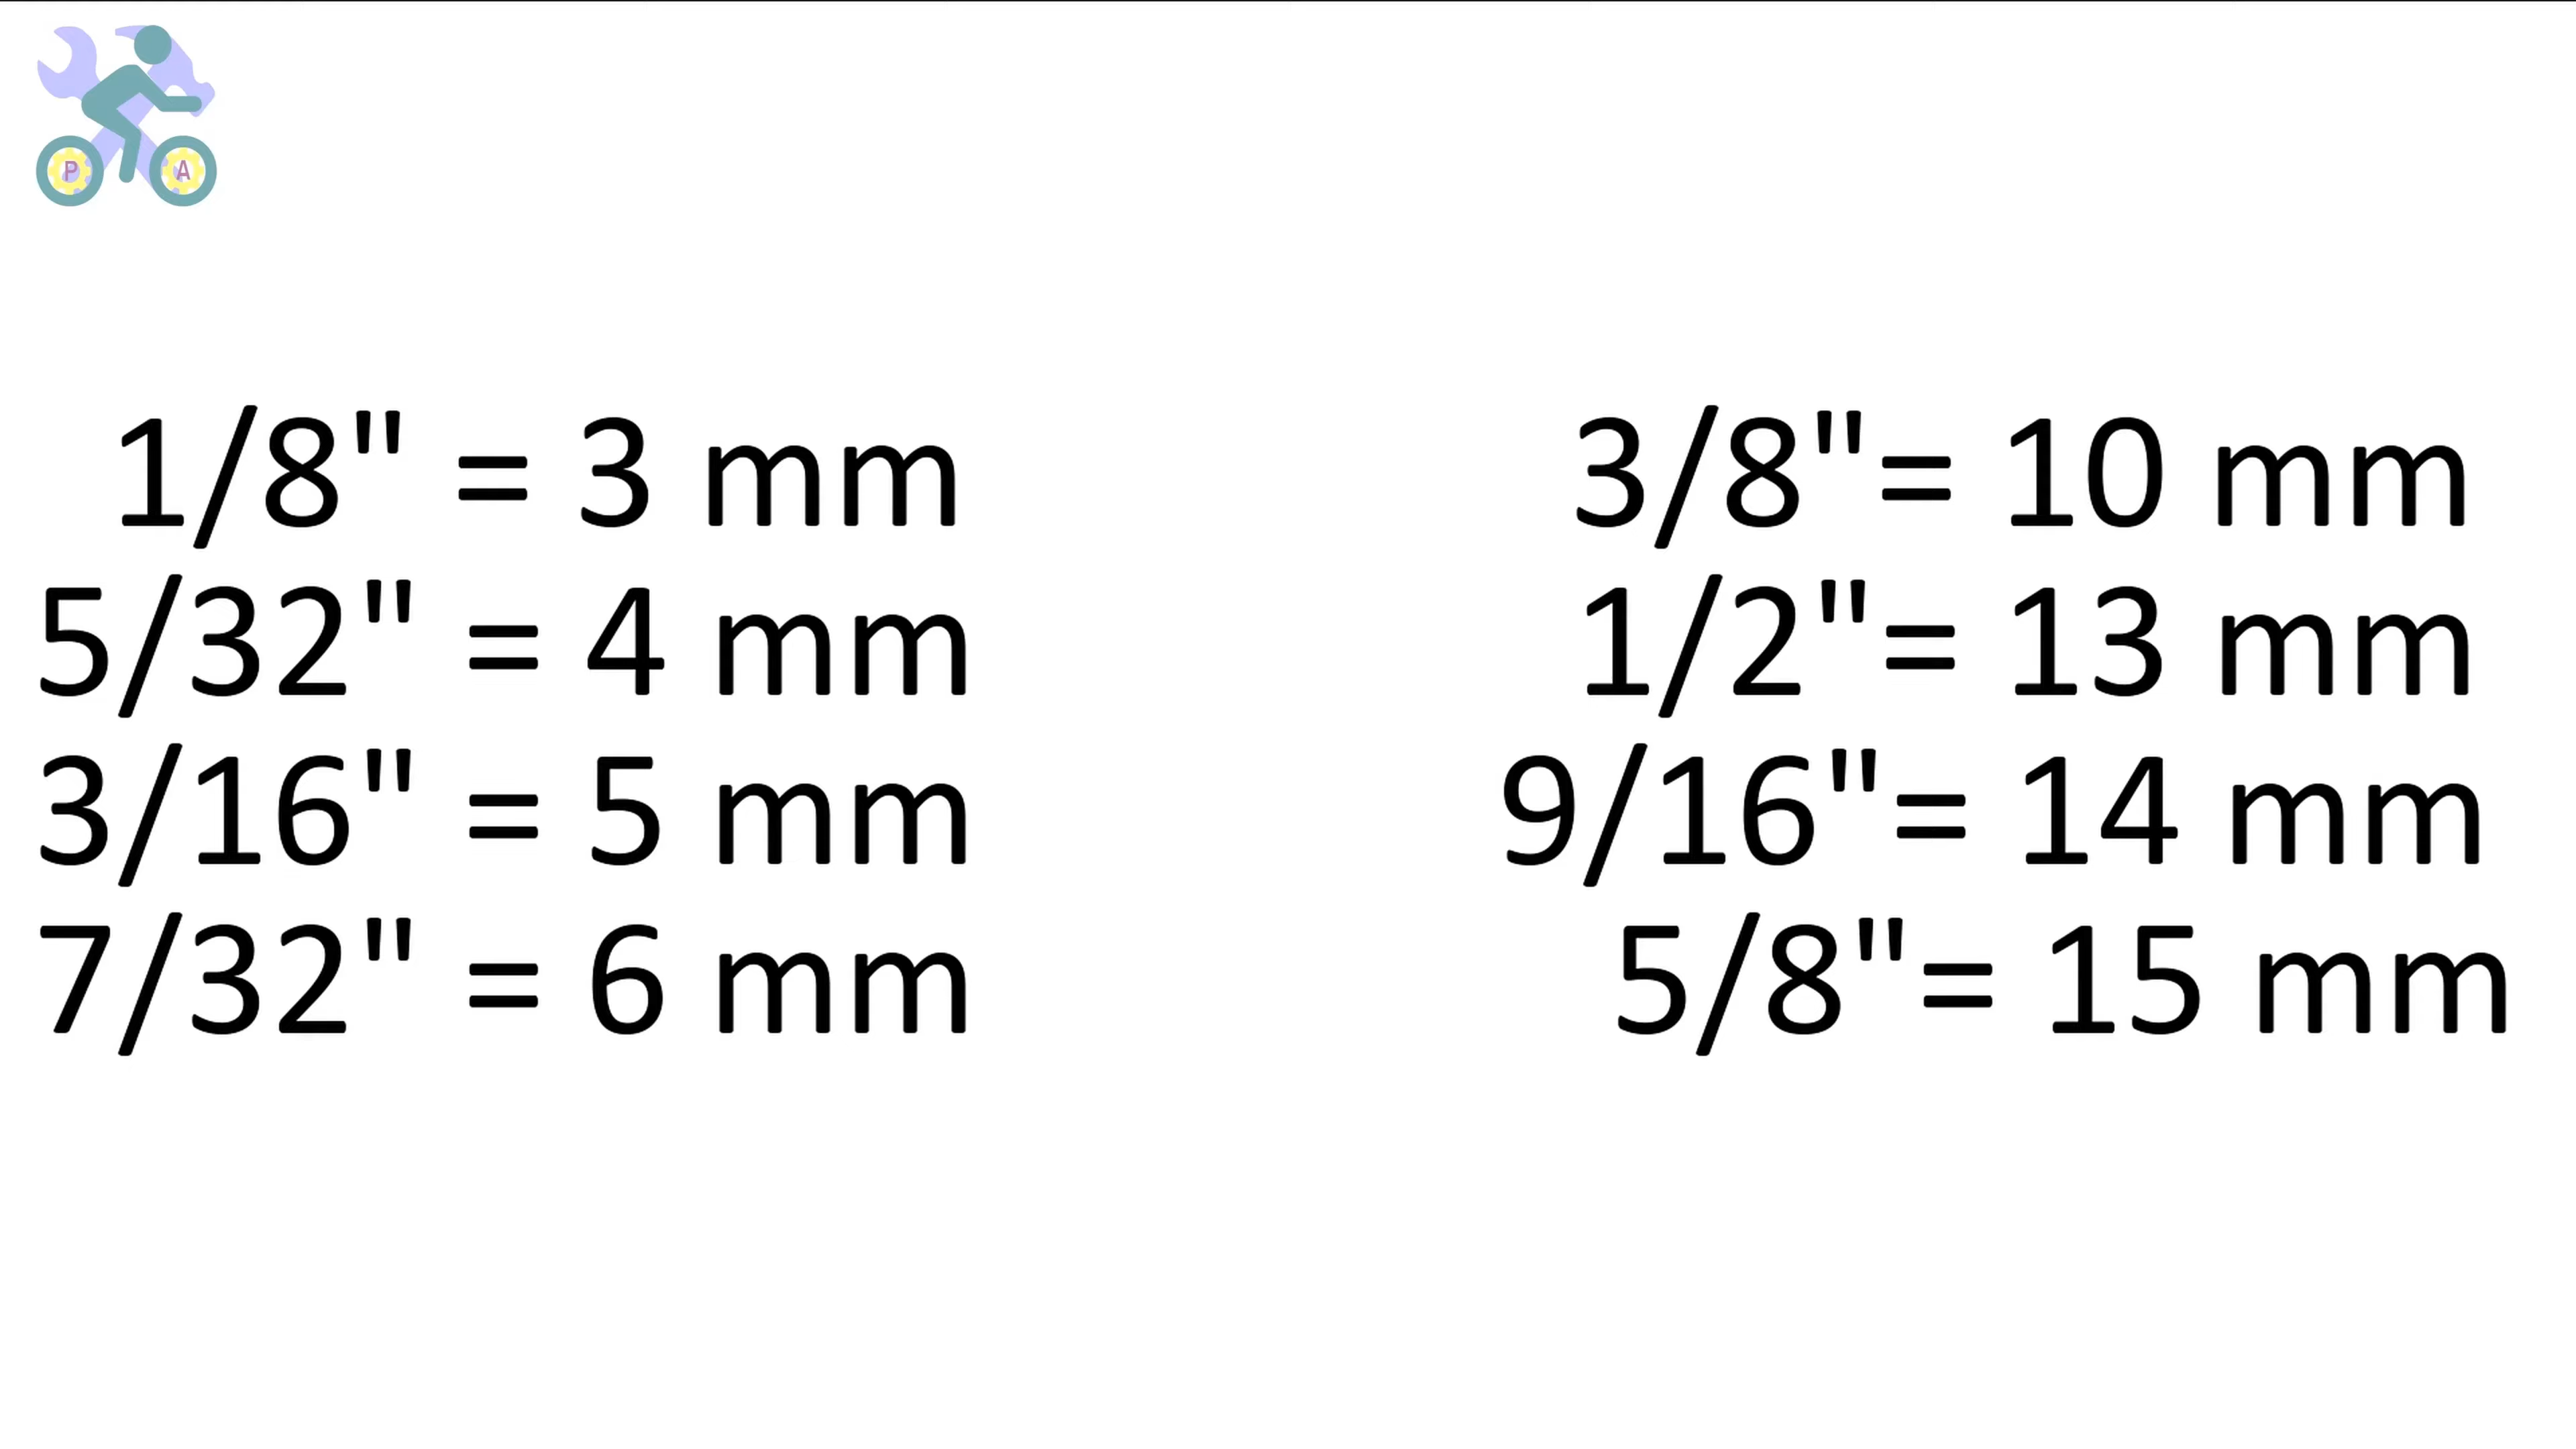 P A
1/8" = 3 mm
5/32" = 4 mm
3/16" = 5 mm
7/32" = 6 mm
3/8"= 10 mm
1/2"= 13 mm
9/16"= 14 mm
5/8"= 15 mm